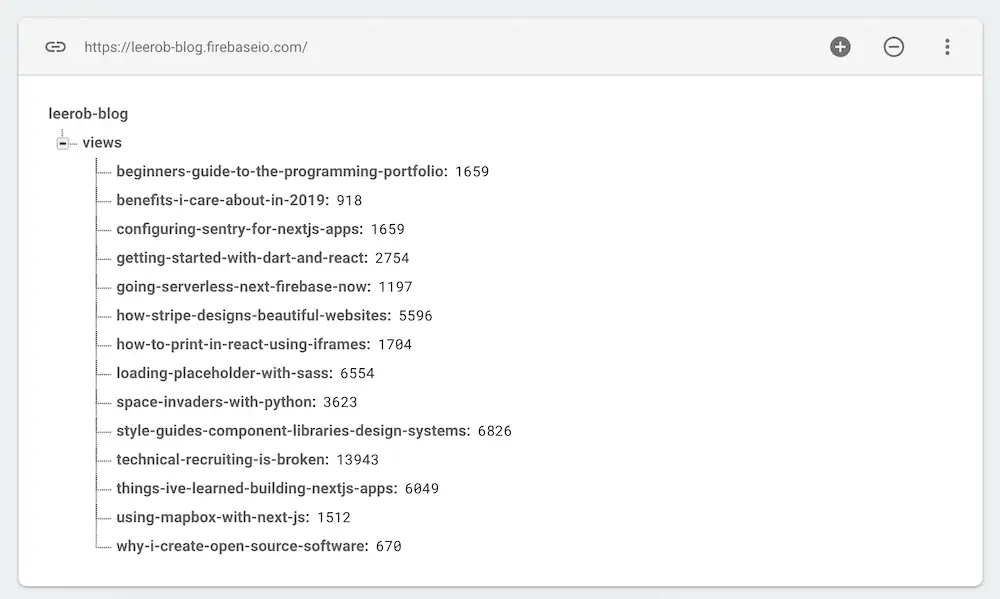 https://leerob-blog.firebaseio.com/
leerob-blog
views
beginners-guide-to-the-programming-portfolio: 1659
benefits-i-care-about-in-2019: 918
configuring-sentry-for-nextjs-apps: 1659
getting-started-with-dart-and-react: 2754
going-serverless-next-firebase-now: 1197
how-stripe-designs-beautiful-websites: 5596
how-to-print-in-react-using-iframes: 1704
loading-placeholder-with-sass: 6554
space-invaders-with-python: 3623
style-guides-component-libraries-design-systems: 6826
technical-recruiting-is-broken: 13943
things-ive-learned-building-nextjs-apps: 6049
using-mapbox-with-next-js: 1512
why-i-create-open-source-software: 670